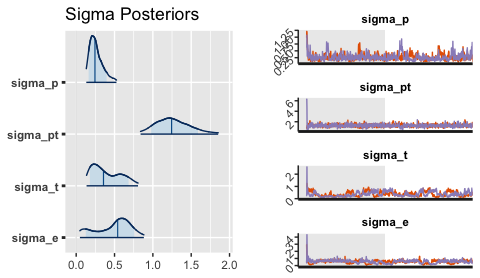 Sigma Posteriors
sigma_p
sigma_pt
sigma_t
sigma_e
0.0 0.5 1.0 1.5 2.0
sigma_p
sigma_pt
2 4 6
sigma_t
0 1 2
sigma_e